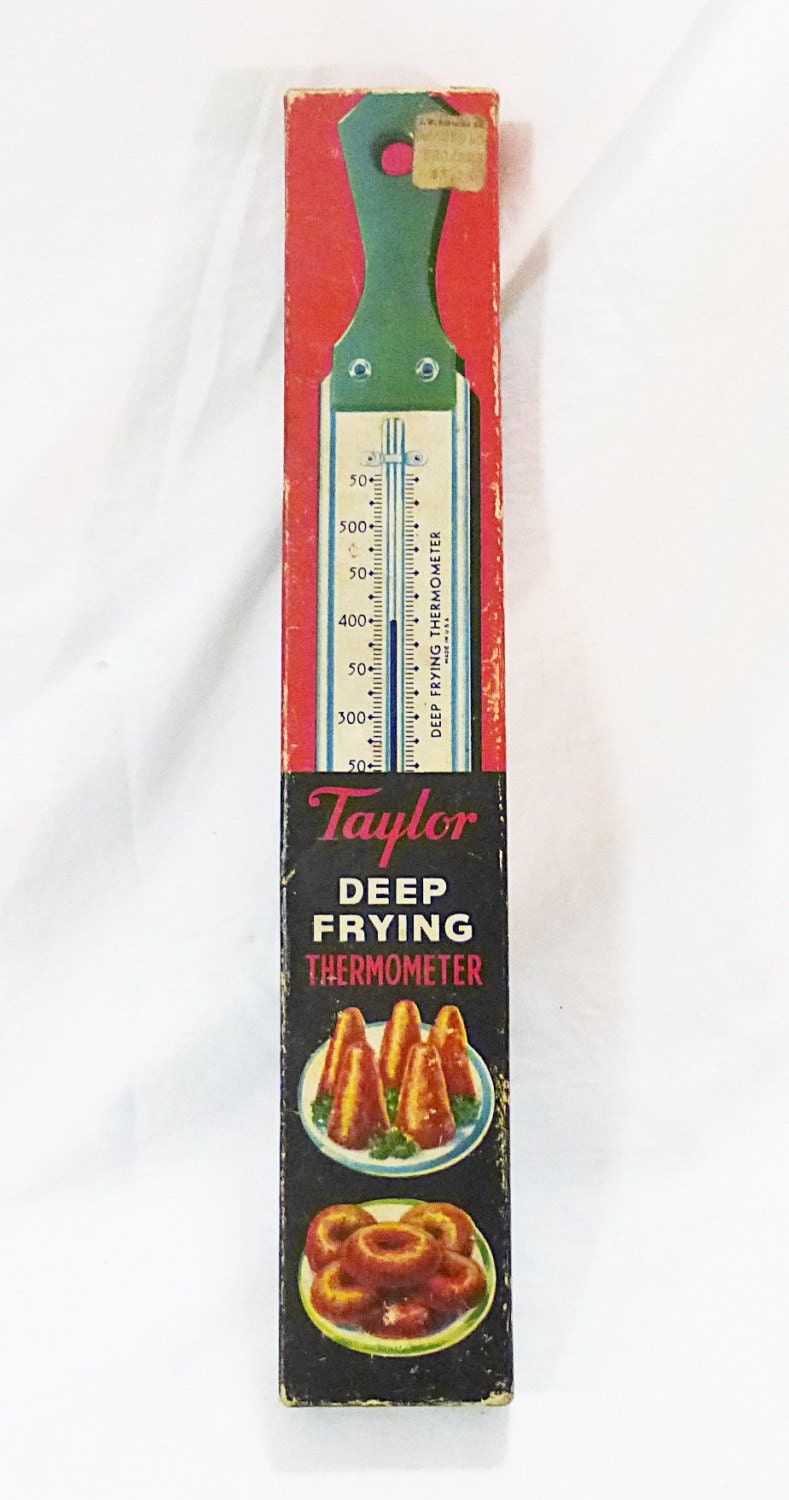 50
500
50
400
50
300
50
DEEP FRYING THERMOMETER
MADE IN U.S.A.
Taylor
DEEP
FRYING
THERMOMETER